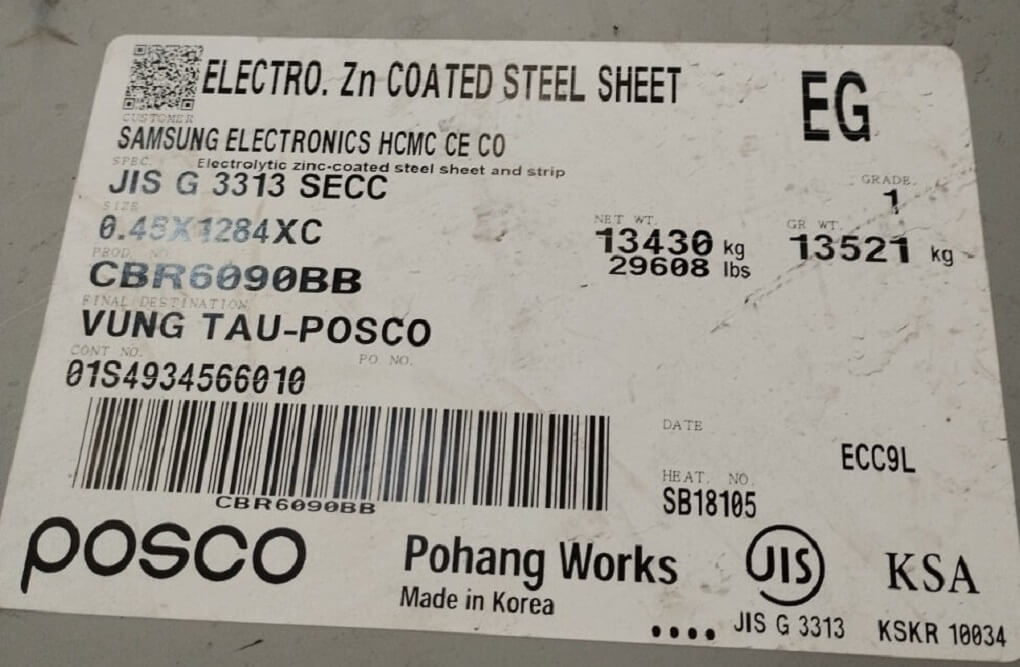 ELECTRO. Zn COATED STEEL SHEET
EG
CUSTOMER
SAMSUNG ELECTRONICS HCMC CE CO
SPEC. Electrolytic zinc-coated steel sheet and strip
JIS G 3313 SECC
GRADE.
1
SIZE
0.45X1284XC
NET WT.
13430 kg
29608 lbs
GR WT.
13521 kg
PROD NO.
CBR6090BB
FINAL DESTINATION
VUNG TAU-POSCO
CONT NO.
PO NO.
01S4934566010
DATE
ECC9L
HEAT. NO.
SB18105
CBR6090BB
posco
Pohang Works
Made in Korea
JIS
JIS G 3313
KSA
KSKR 10034